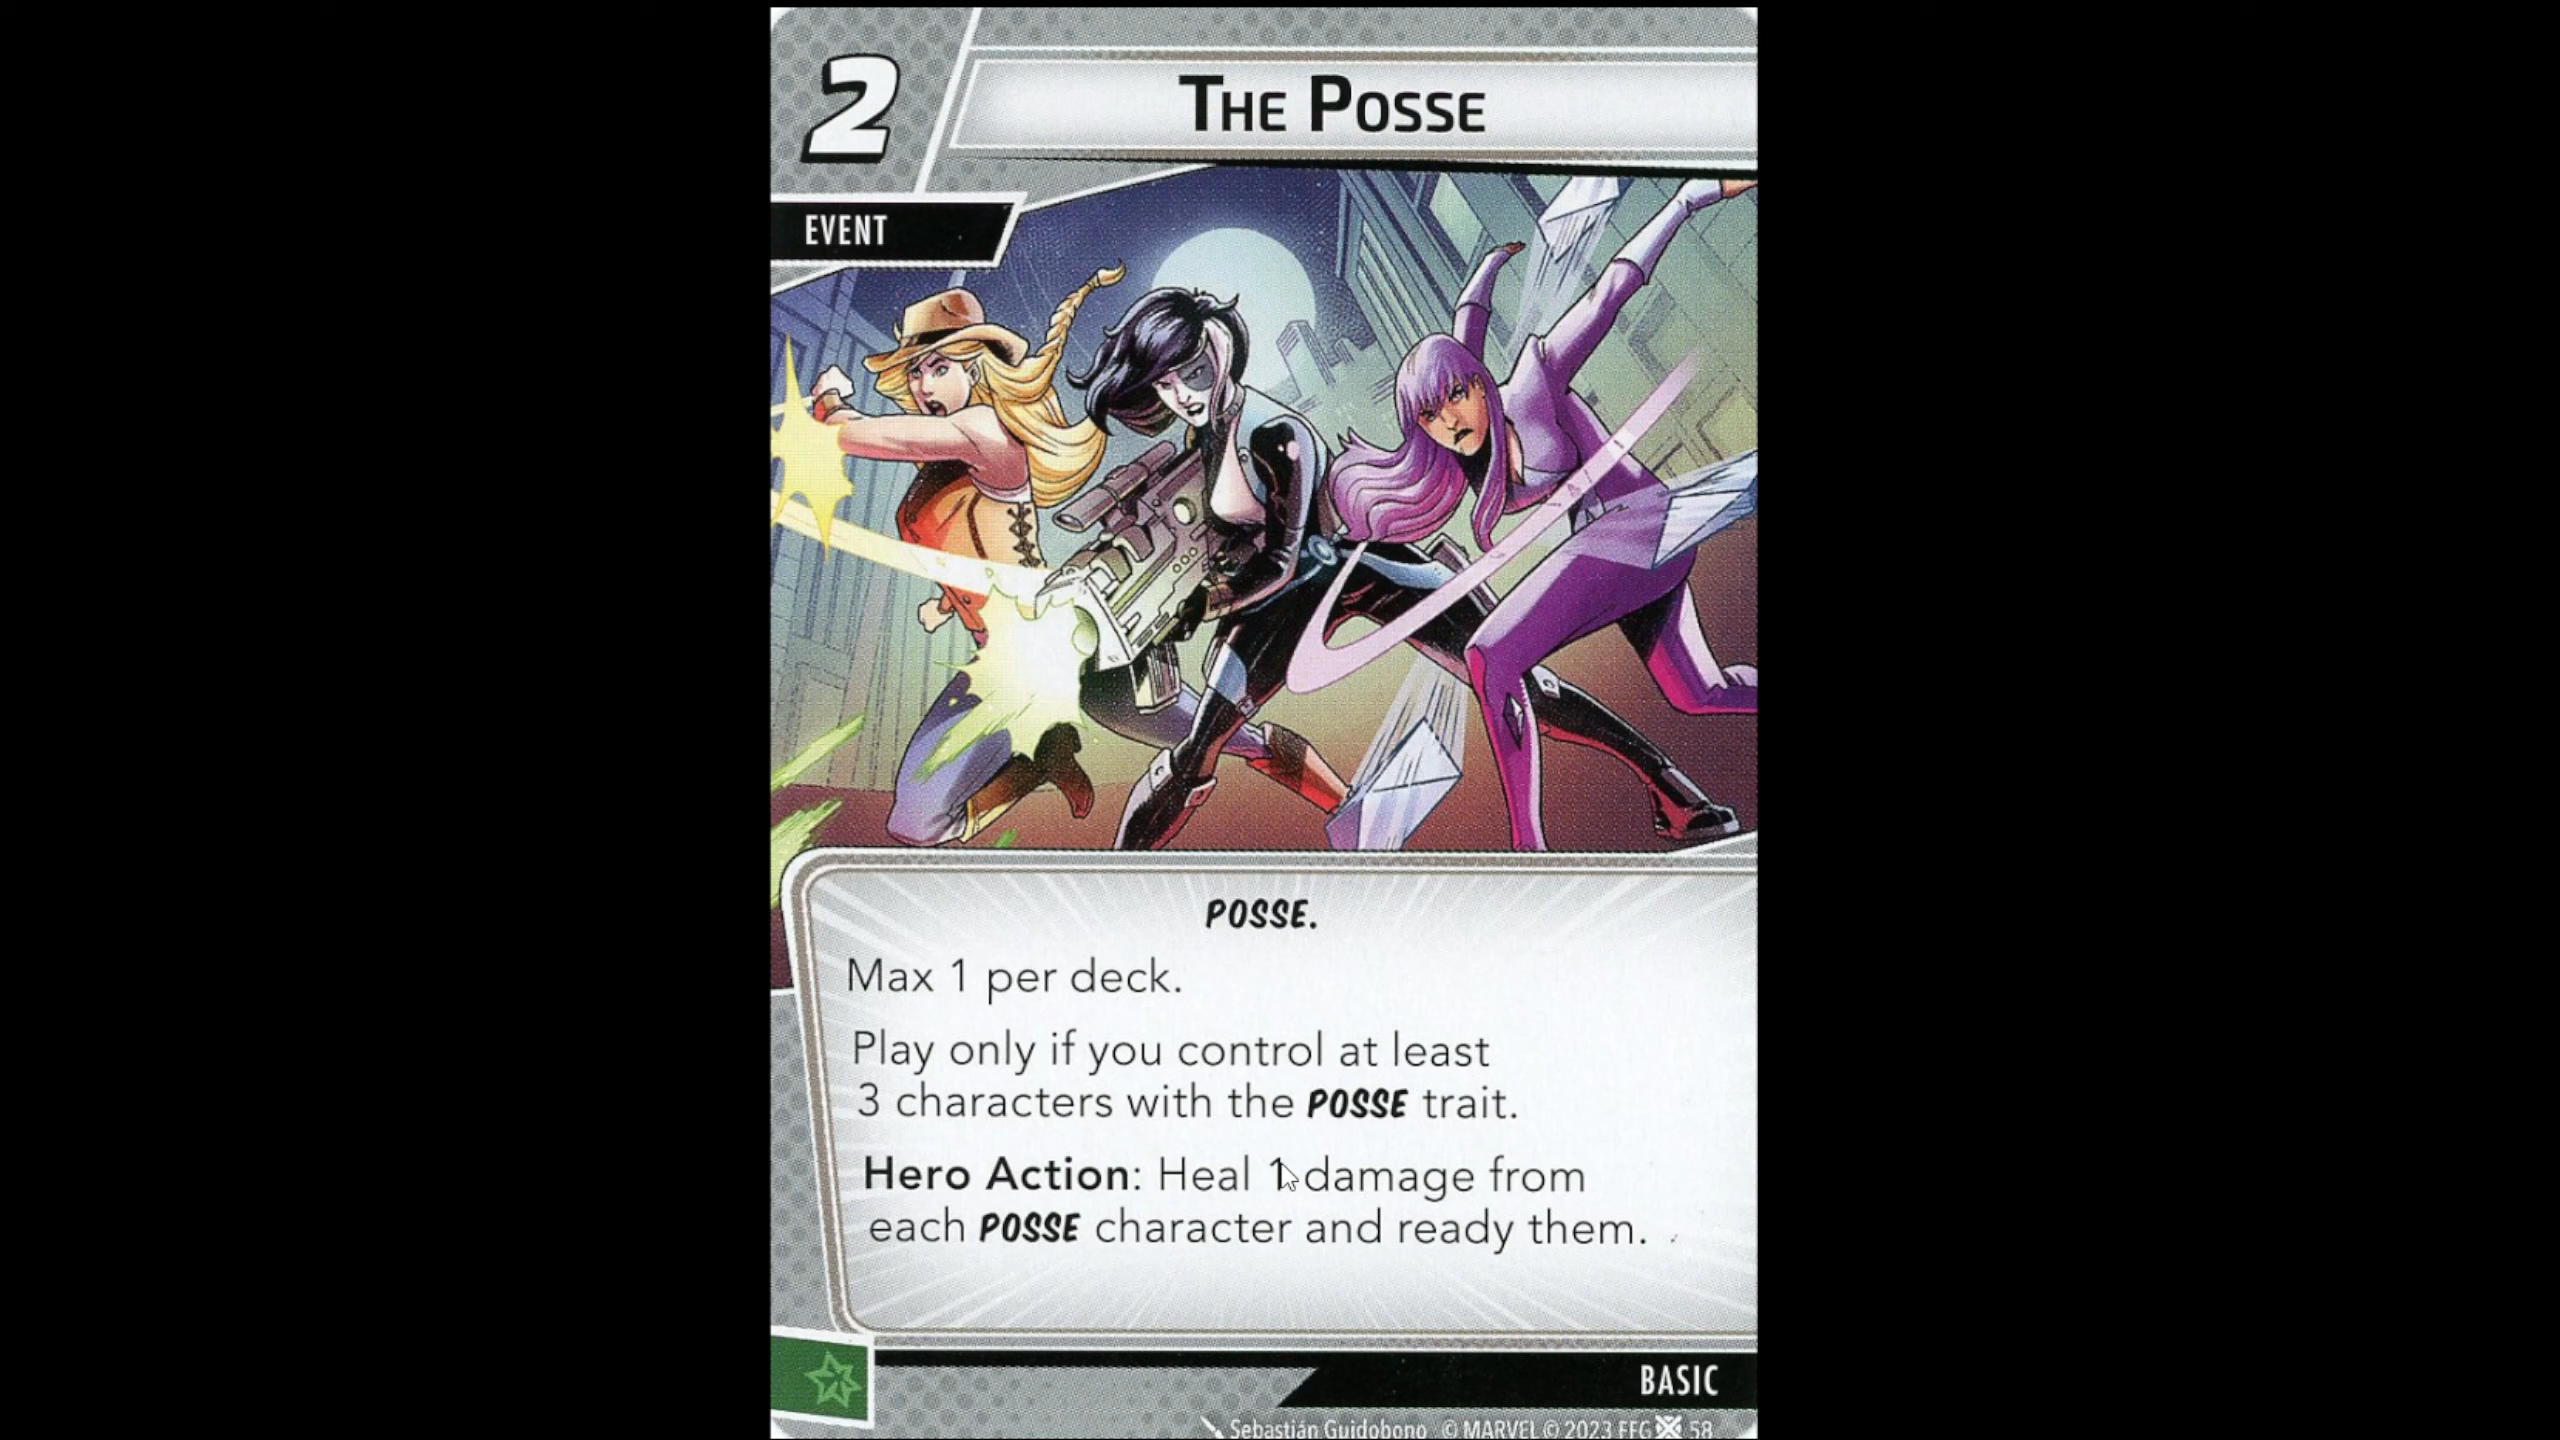 2
THE POSSE
EVENT
POSSE.
Max 1 per deck.
Play only if you control at least
3 characters with the POSSE trait.
Hero Action: Heal 1 damage from
each POSSE character and ready them.
BASIC
Sebastián Guidobono © MARVEL © 2023 FFG 58